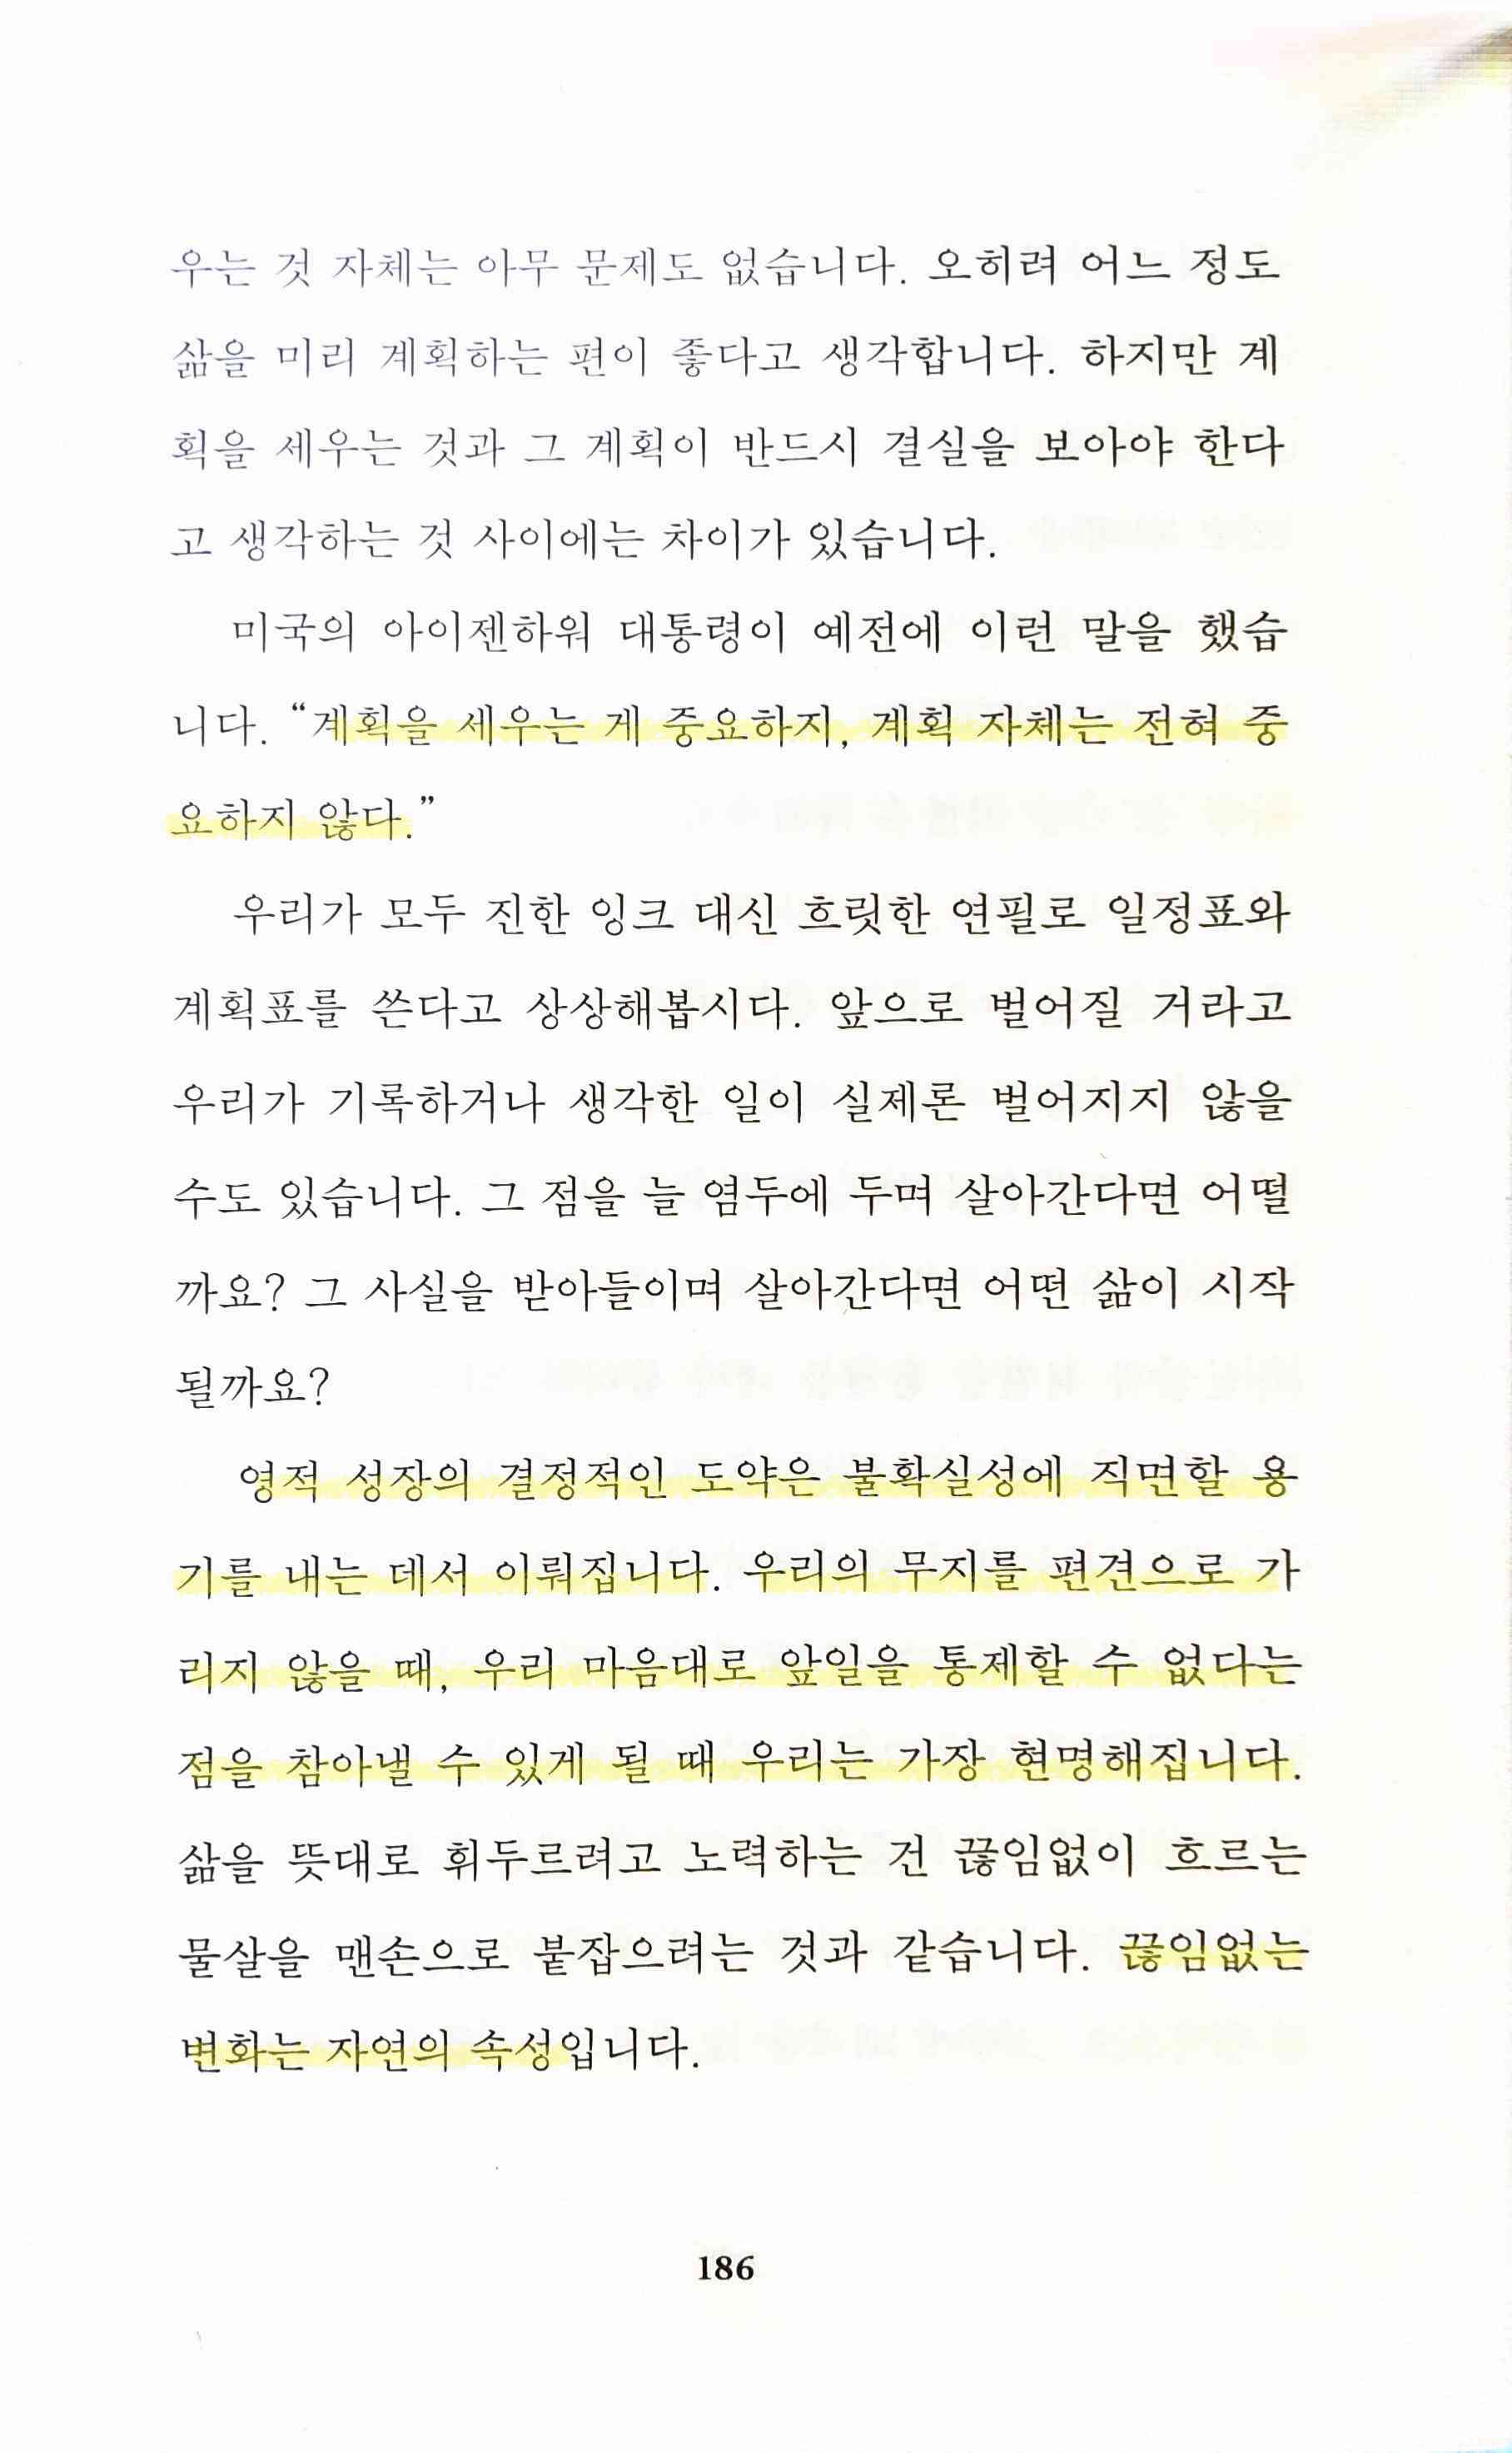 우는 것 자체는 아무 문제도 없습니다. 오히려 어느 정도
삶을 미리 계획하는 편이 좋다고 생각합니다. 하지만 계
획을 세우는 것과 그 계획이 반드시 결실을 보아야 한다
고 생각하는 것 사이에는 차이가 있습니다.
미국의 아이젠하워 대통령이 예전에 이런 말을 했습
니다. “계획을 세우는 게 중요하지, 계획 자체는 전혀 중
요하지 않다.”
우리가 모두 진한 잉크 대신 흐릿한 연필로 일정표와
계획표를 쓴다고 상상해봅시다. 앞으로 벌어질 거라고
우리가 기록하거나 생각한 일이 실제론 벌어지지 않을
수도 있습니다. 그 점을 늘 염두에 두며 살아간다면 어떨
까요? 그 사실을 받아들이며 살아간다면 어떤 삶이 시작
될까요?
영적 성장의 결정적인 도약은 불확실성에 직면할 용
기를 내는 데서 이뤄집니다. 우리의 무지를 편견으로 가
리지 않을 때, 우리 마음대로 앞일을 통제할 수 없다는
점을 참아낼 수 있게 될 때 우리는 가장 현명해집니다.
삶을 뜻대로 휘두르려고 노력하는 건 끊임없이 흐르는
물살을 맨손으로 붙잡으려는 것과 같습니다. 끊임없는
변화는 자연의 속성입니다.
186